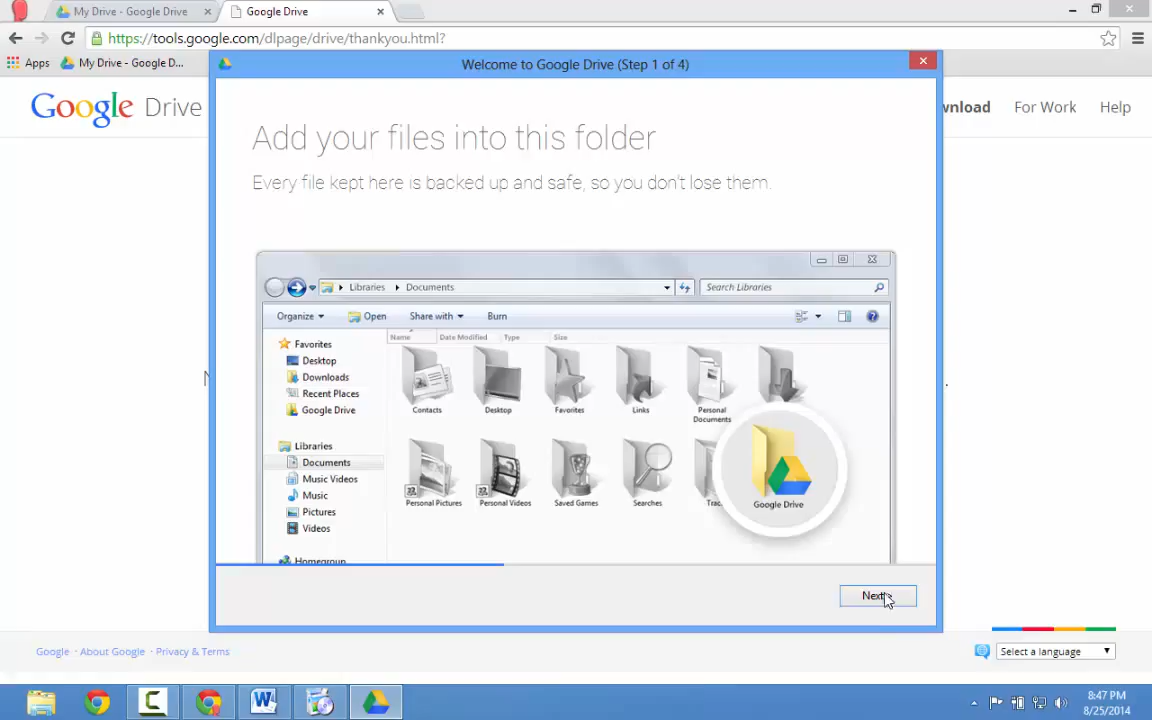 My Drive - Google Drive
Google Drive
https://tools.google.com/dlpage/drive/thankyou.html?
Apps
My Drive - Google D...
Google Drive
For Work
Help
Welcome to Google Drive (Step 1 of 4)
Add your files into this folder
Every file kept here is backed up and safe, so you don't lose them.
Libraries
Documents
Search Libraries
Organize
Open
Share with
Burn
Name
Date Modified
Type
Size
Favorites
Desktop
Downloads
Recent Places
Google Drive
Libraries
Documents
Music Videos
Music
Pictures
Videos
Homegroup
Contacts
Desktop
Favorites
Links
Personal Documents
Personal Pictures
Personal Videos
Saved Games
Searches
Google Drive
Next
Google · About Google · Privacy & Terms
Select a language
8:47 PM
8/25/2014